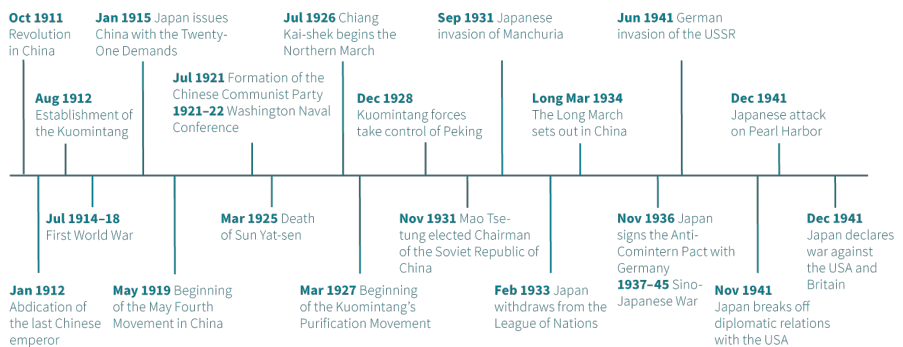 Oct 1911
Revolution
in China
Jan 1915 Japan issues
China with the Twenty-
One Demands
Jul 1926 Chiang
Kai-shek begins the
Northern March
Sep 1931 Japanese
invasion of Manchuria
Jun 1941 German
invasion of the USSR
Aug 1912
Establishment of
the Kuomintang
Jul 1921 Formation of the
Chinese Communist Party
1921–22 Washington Naval
Conference
Dec 1928
Kuomintang forces
take control of Peking
Long Mar 1934
The Long March
sets out in China
Dec 1941
Japanese attack
on Pearl Harbor
Jul 1914–18
First World War
Mar 1925 Death
of Sun Yat-sen
Nov 1931 Mao Tse-
tung elected Chairman
of the Soviet Republic of
China
Nov 1936 Japan
signs the Anti-
Comintern Pact with
Germany
1937–45 Sino-
Japanese War
Dec 1941
Japan declares
war against
the USA and
Britain
Jan 1912
Abdication of
the last Chinese
emperor
May 1919 Beginning
of the May Fourth
Movement in China
Mar 1927 Beginning
of the Kuomintang’s
Purification Movement
Feb 1933 Japan
withdraws from the
League of Nations
Nov 1941
Japan breaks off
diplomatic relations
with the USA